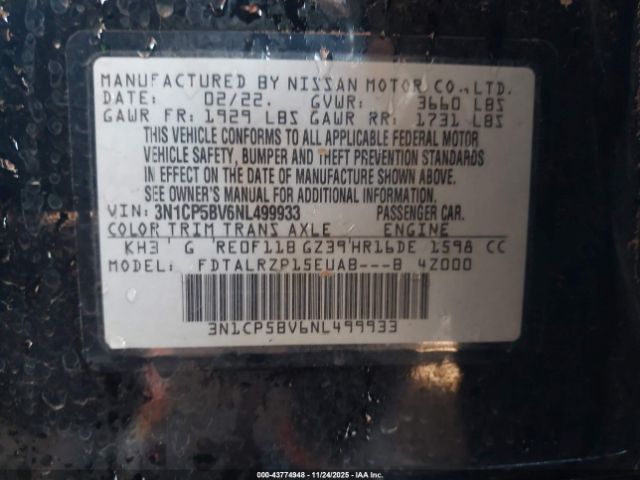 MANUFACTURED BY NISSAN MOTOR CO., LTD.
DATE: 02/22. GVWR: 3660 LBS
GAWR FR: 1929 LBS GAWR RR: 1731 LBS
THIS VEHICLE CONFORMS TO ALL APPLICABLE FEDERAL MOTOR
VEHICLE SAFETY, BUMPER AND THEFT PREVENTION STANDARDS
IN EFFECT ON THE DATE OF MANUFACTURE SHOWN ABOVE.
SEE OWNER'S MANUAL FOR ADDITIONAL INFORMATION.
VIN: 3N1CP5BV6NL499933 PASSENGER CAR.
COLOR TRIM TRANS AXLE ENGINE
KH3 ' G RE0F11B GZ39'HR16DE 1598 CC
MODEL: FDTALRZP15EUAB---B 4Z000
3N1CP5BV6NL499933
000-43774948 - 11/24/2025 - IAA Inc.